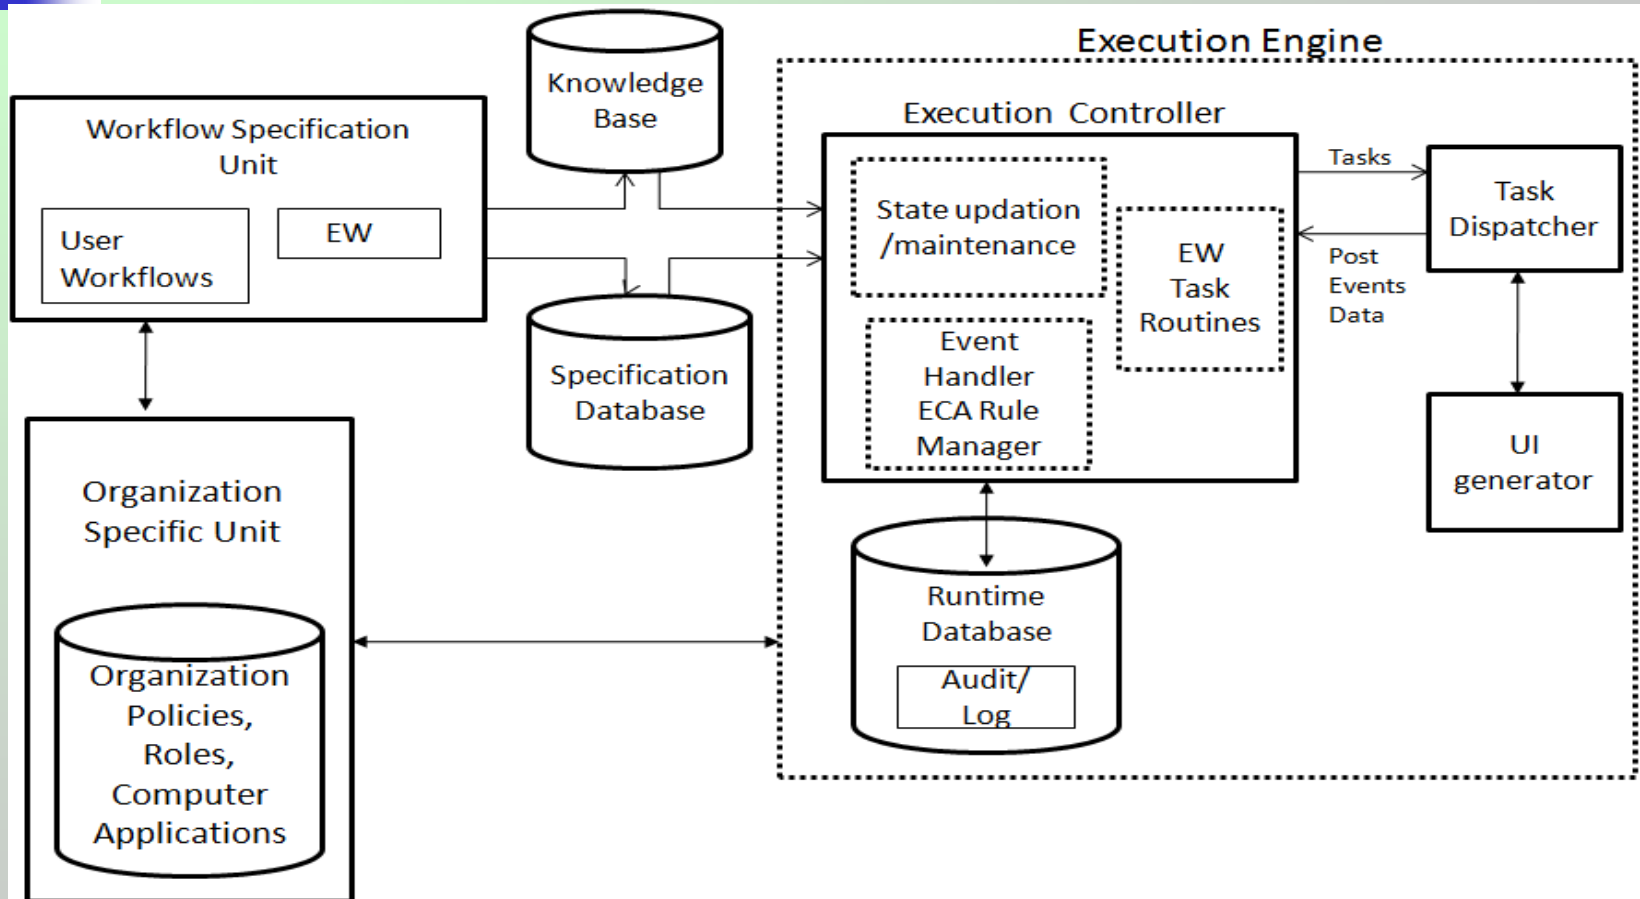 Execution Engine
Knowledge
Base
Workflow Specification
Unit
User
Workflows
EW
Execution Controller
State updation
/maintenance
EW
Task
Routines
Event
Handler
ECA Rule
Manager
Tasks
Post
Events
Data
Task
Dispatcher
UI
generator
Specification
Database
Organization
Specific Unit
Organization
Policies,
Roles,
Computer
Applications
Runtime
Database
Audit/
Log